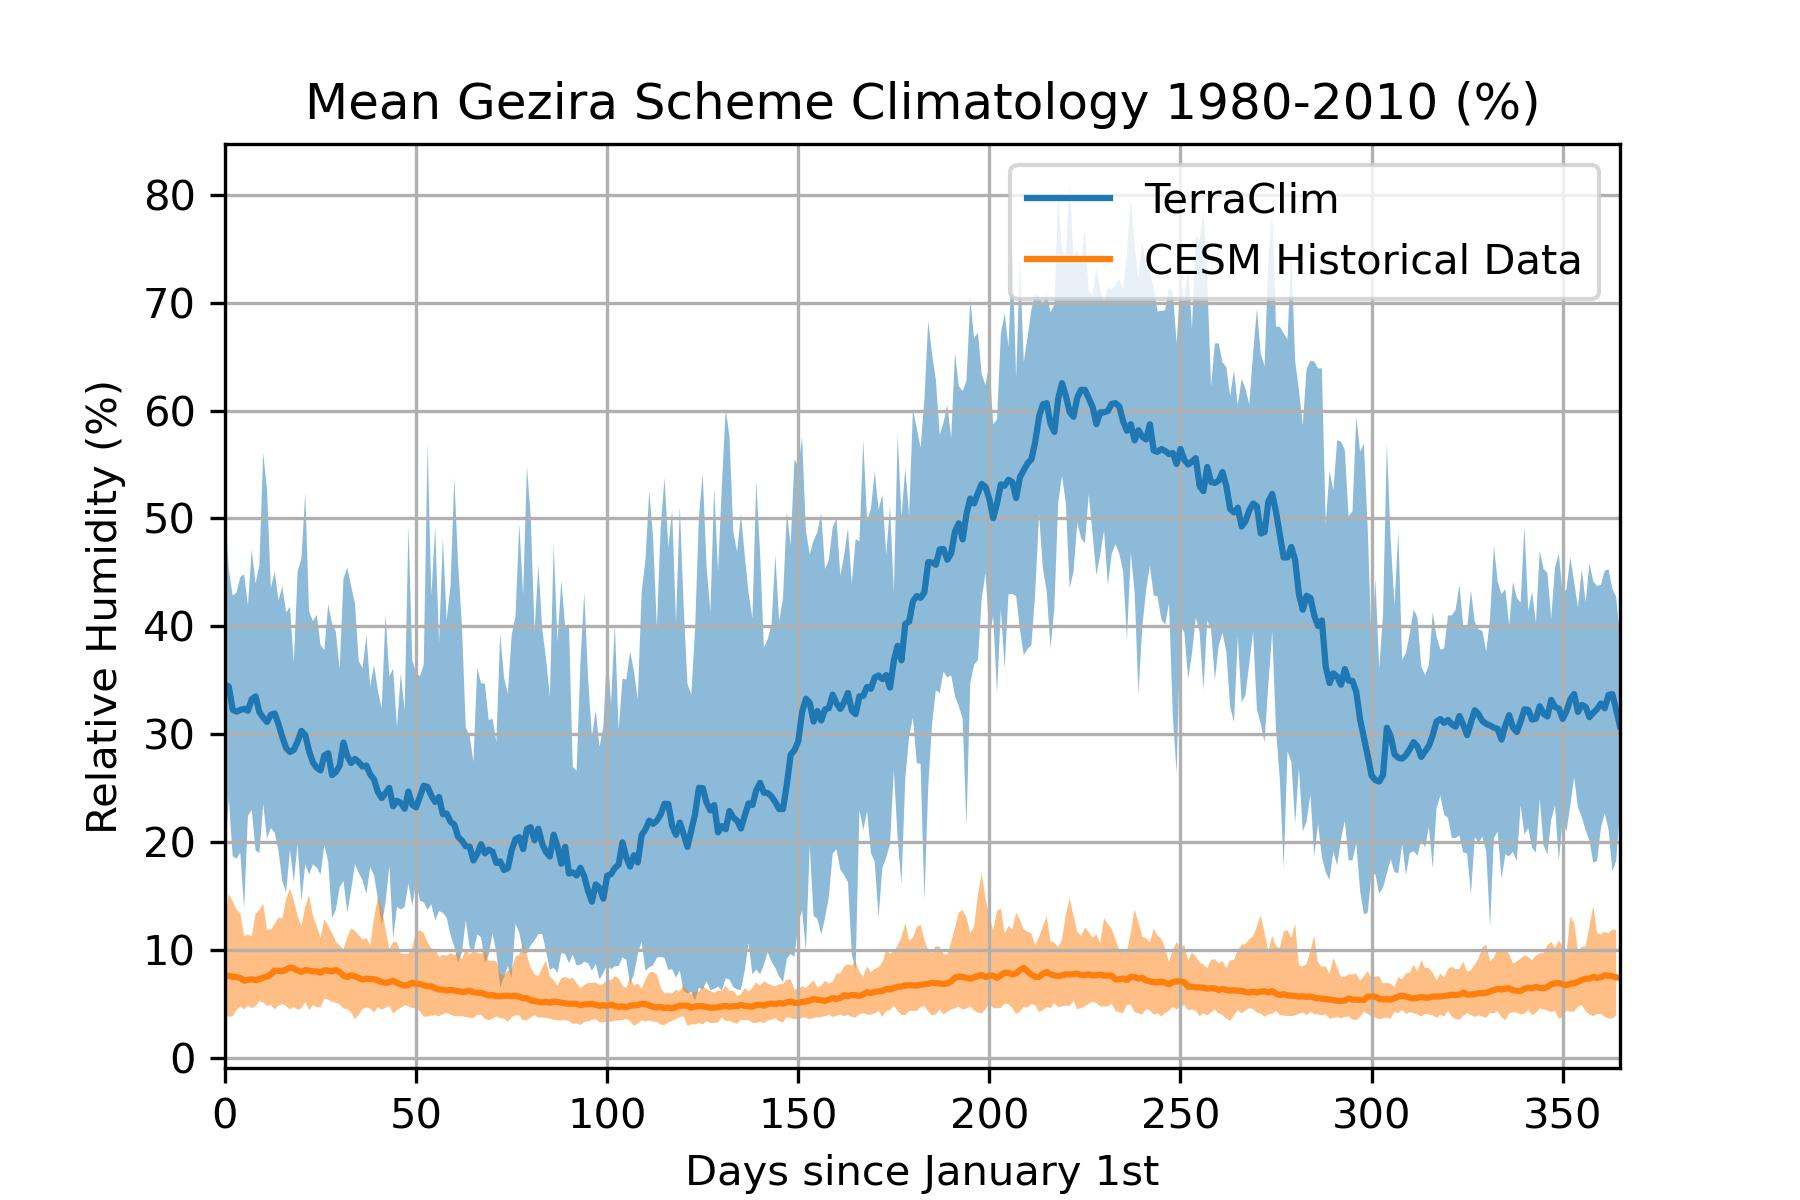 Mean Gezira Scheme Climatology 1980-2010 (%)
TerraClim
CESM Historical Data
Relative Humidity (%)
80
70
60
50
40
30
20
10
0
0 50 100 150 200 250 300 350
Days since January 1st